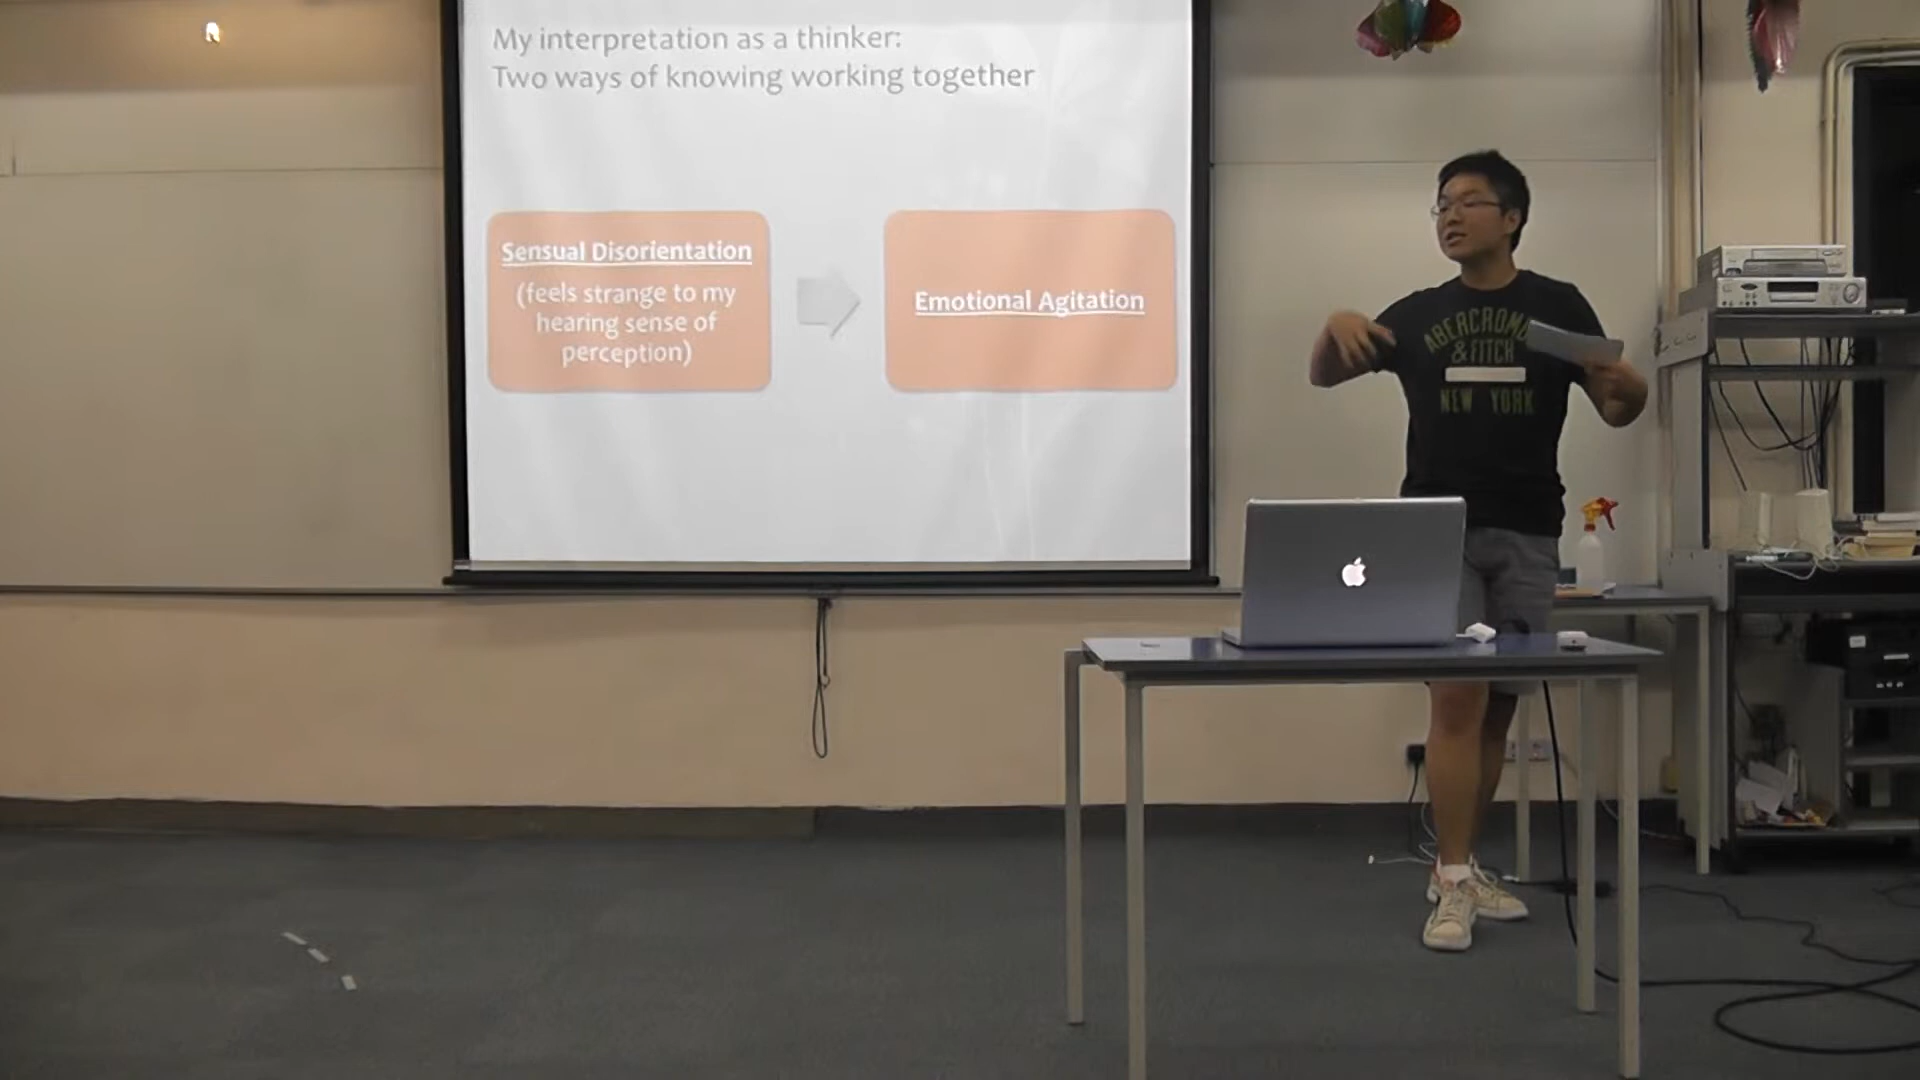 My interpretation as a thinker:
Two ways of knowing working together
Sensual Disorientation
(feels strange to my
hearing sense of
perception)
Emotional Agitation
ABERCROM
& FITCH
NEW YORK